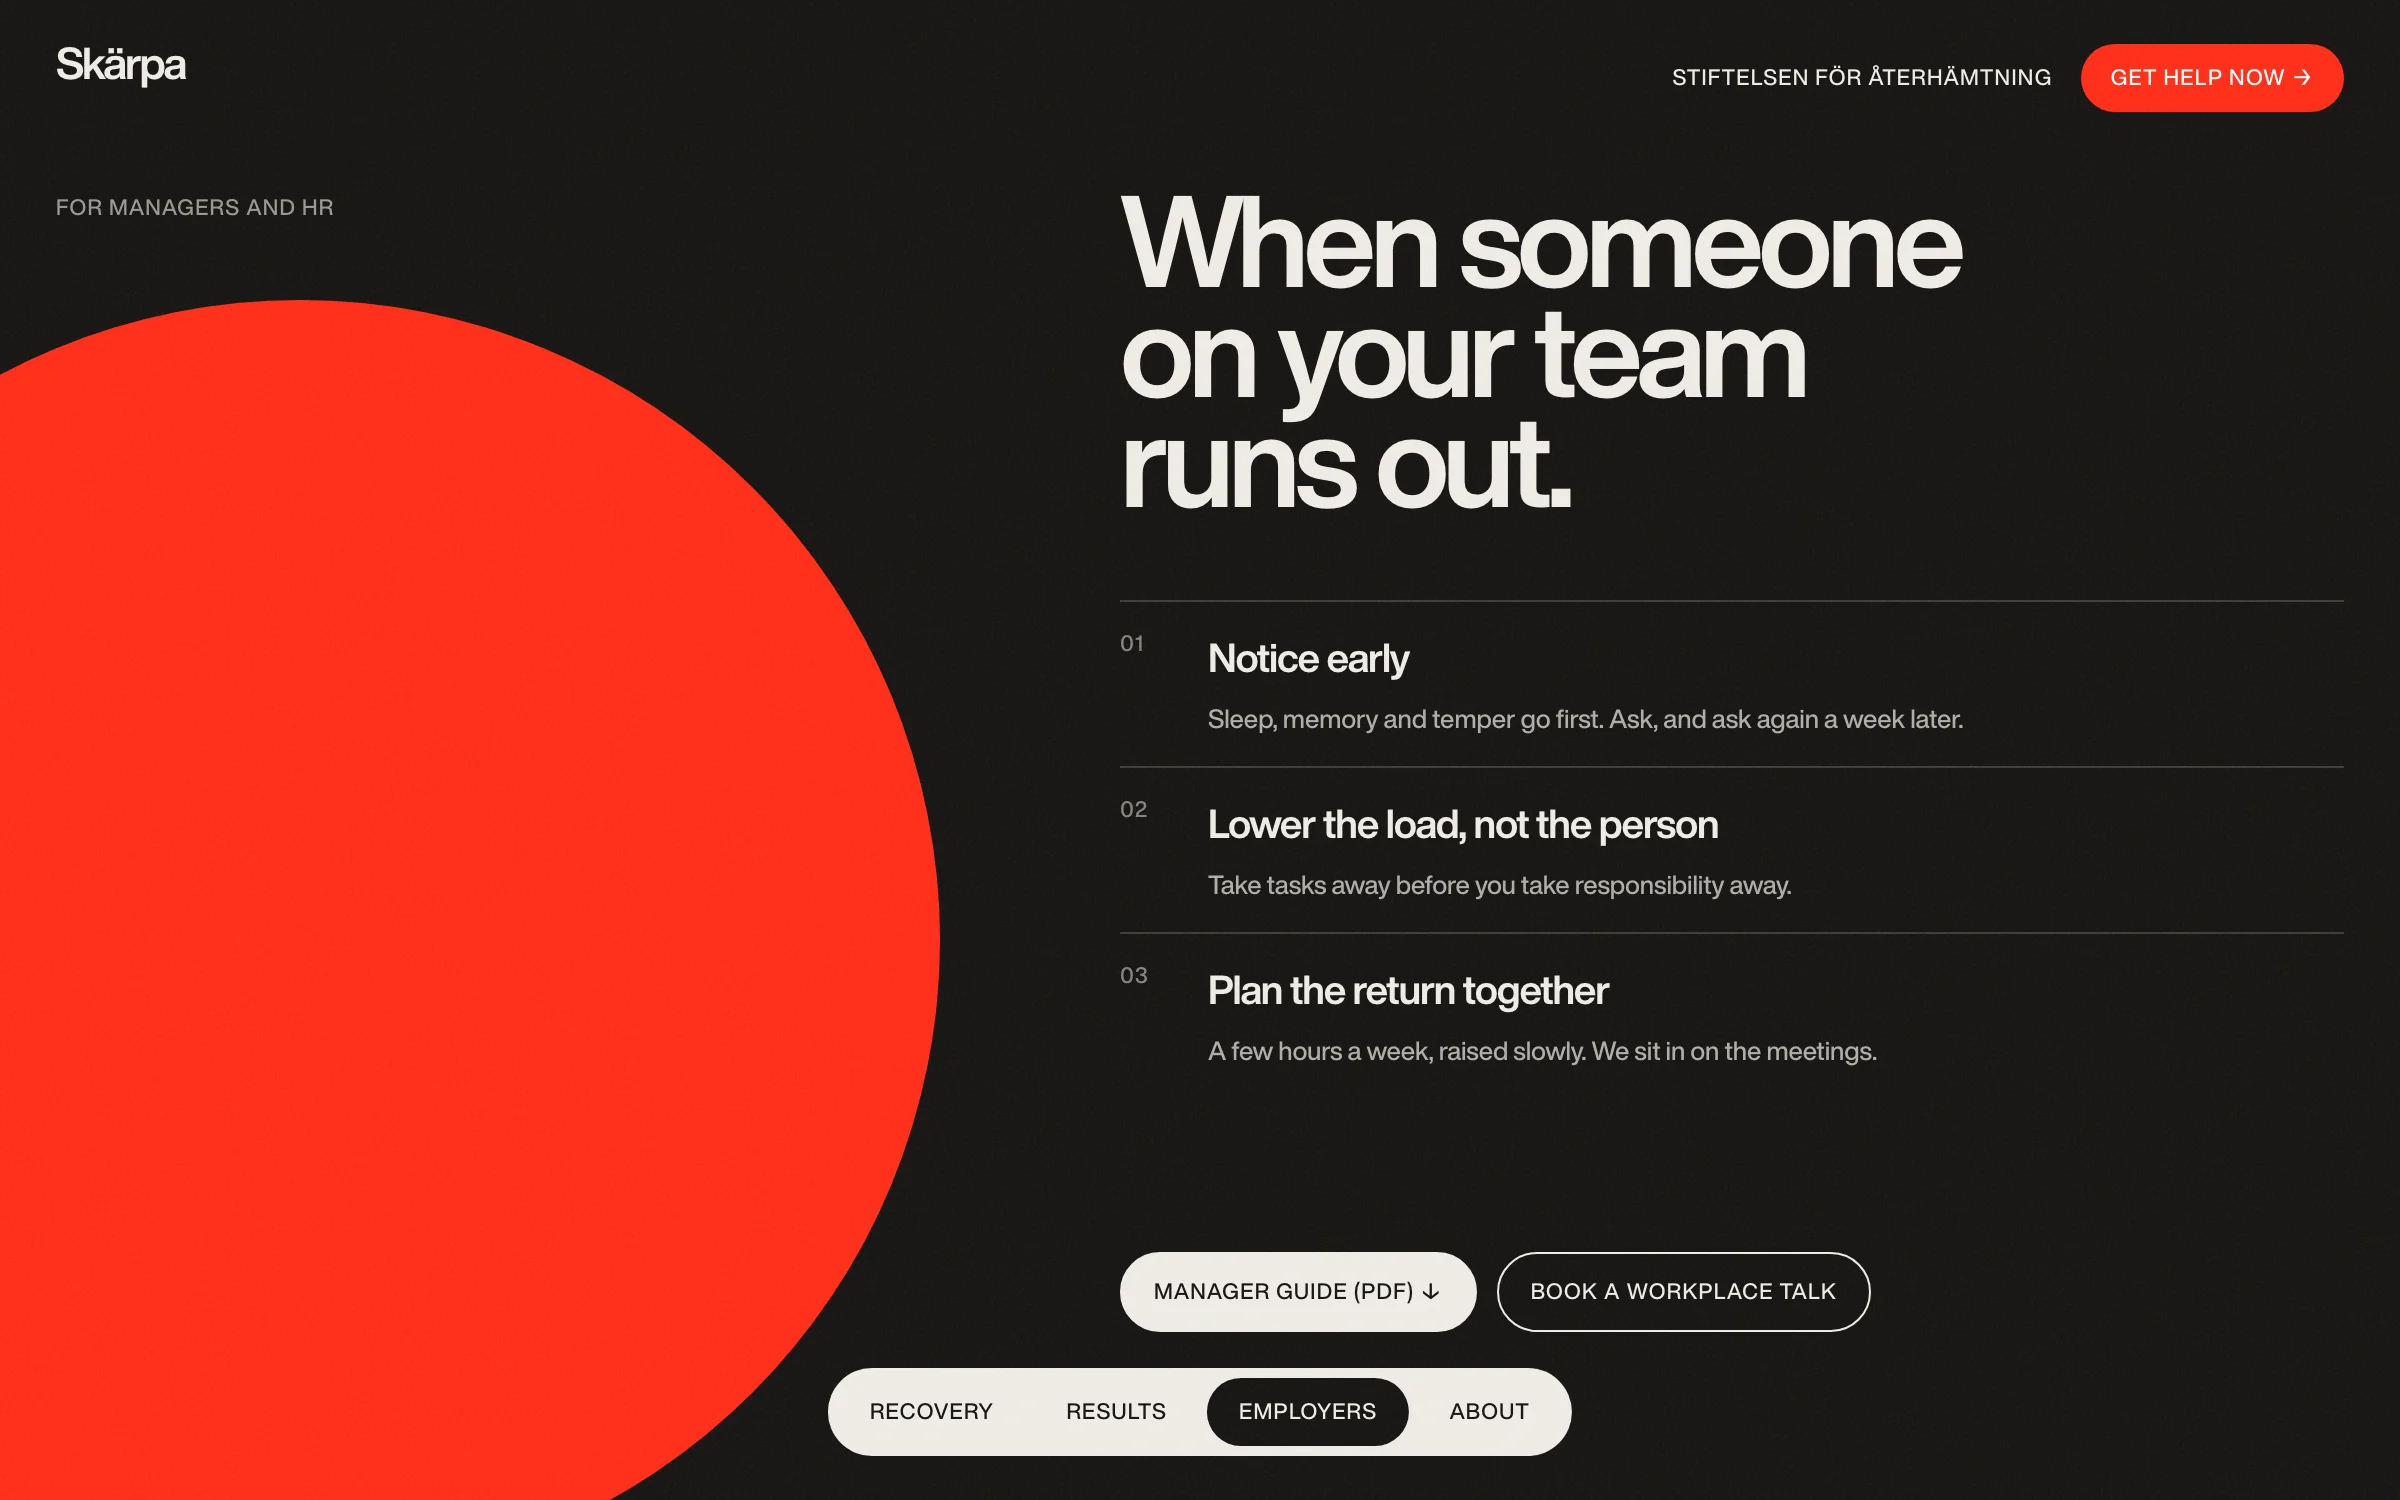 Skärpa
STIFTELSEN FÖR ÅTERHÄMTNING
GET HELP NOW →
FOR MANAGERS AND HR
When someone
on your team
runs out.
01
Notice early
Sleep, memory and temper go first. Ask, and ask again a week later.
02
Lower the load, not the person
Take tasks away before you take responsibility away.
03
Plan the return together
A few hours a week, raised slowly. We sit in on the meetings.
MANAGER GUIDE (PDF) ↓
BOOK A WORKPLACE TALK
RECOVERY
RESULTS
EMPLOYERS
ABOUT